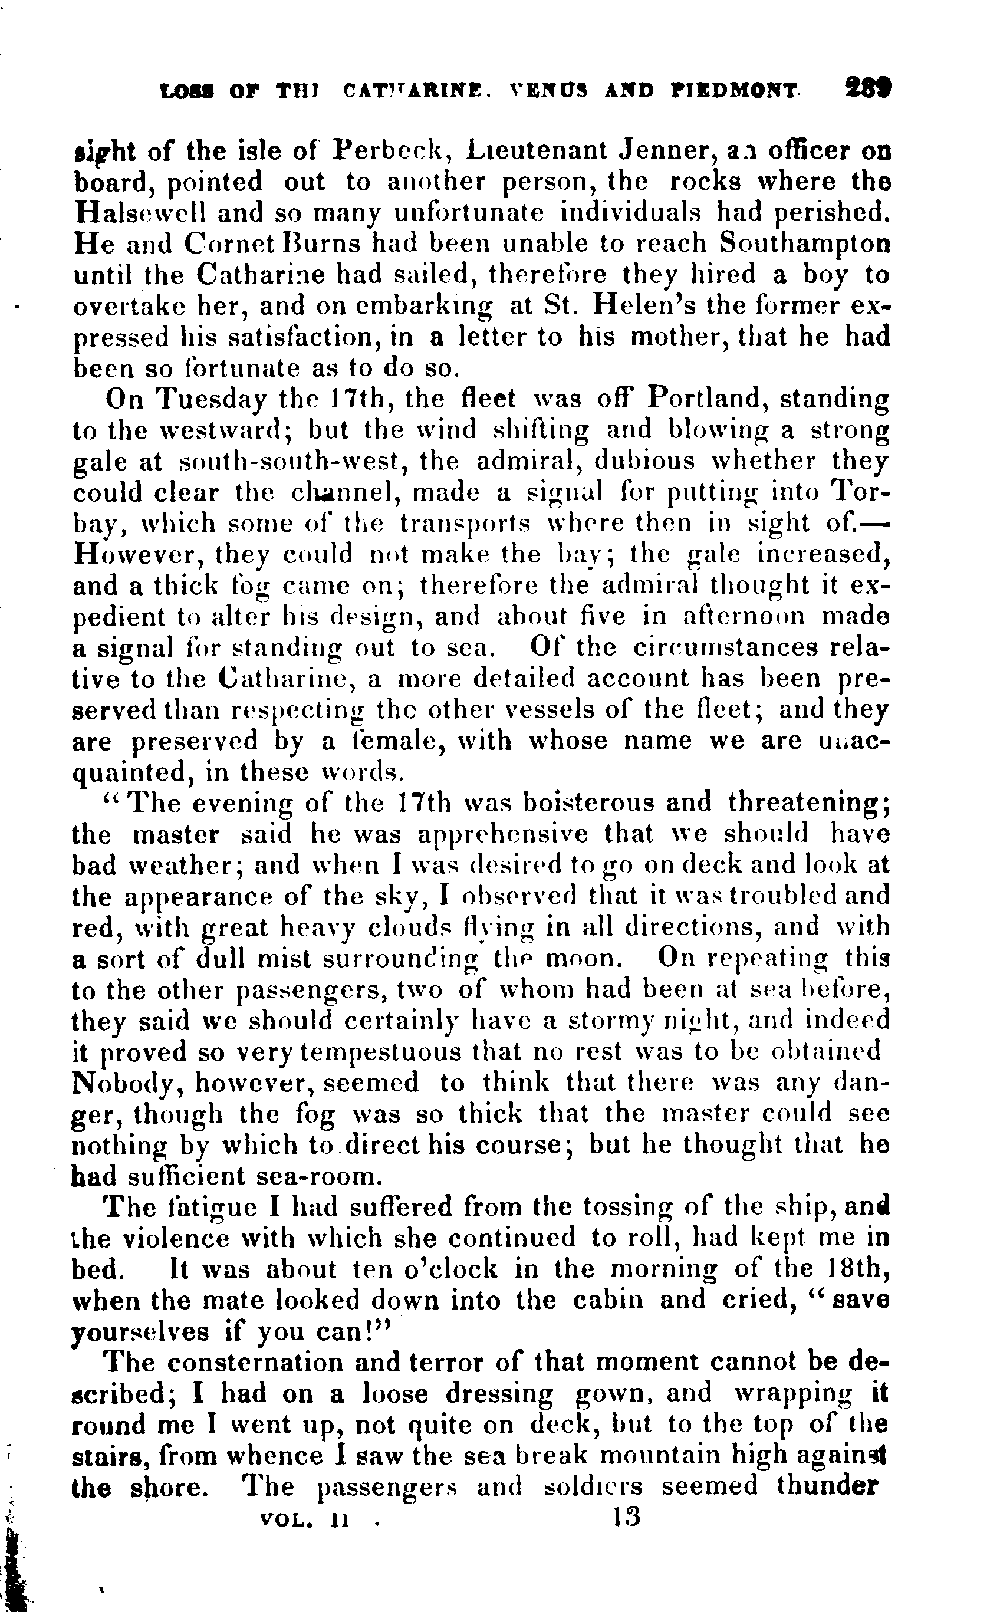 LOSS OF THE CATHARINE. VENUS AND PIEDMONT. 289
sight of the isle of Perbeck, Lieutenant Jenner, an officer on
board, pointed out to another person, the rocks where the
Halsewell and so many unfortunate individuals had perished.
He and Cornet Burns had been unable to reach Southampton
until the Catharine had sailed, therefore they hired a boy to
overtake her, and on embarking at St. Helen's the former ex-
pressed his satisfaction, in a letter to his mother, that he had
been so fortunate as to do so.
On Tuesday the 17th, the fleet was off Portland, standing
to the westward; but the wind shifting and blowing a strong
gale at south-south-west, the admiral, dubious whether they
could clear the channel, made a signal for putting into Tor-
bay, which some of the transports where then in sight of.—
However, they could not make the bay; the gale increased,
and a thick fog came on; therefore the admiral thought it ex-
pedient to alter his design, and about five in afternoon made
a signal for standing out to sea. Of the circumstances rela-
tive to the Catharine, a more detailed account has been pre-
served than respecting the other vessels of the fleet; and they
are preserved by a female, with whose name we are unac-
quainted, in these words.
"The evening of the 17th was boisterous and threatening;
the master said he was apprehensive that we should have
bad weather; and when I was desired to go on deck and look at
the appearance of the sky, I observed that it was troubled and
red, with great heavy clouds flying in all directions, and with
a sort of dull mist surrounding the moon. On repeating this
to the other passengers, two of whom had been at sea before,
they said we should certainly have a stormy night, and indeed
it proved so very tempestuous that no rest was to be obtained
Nobody, however, seemed to think that there was any dan-
ger, though the fog was so thick that the master could see
nothing by which to direct his course; but he thought that he
had sufficient sea-room.
The fatigue I had suffered from the tossing of the ship, and
the violence with which she continued to roll, had kept me in
bed. It was about ten o'clock in the morning of the 18th,
when the mate looked down into the cabin and cried, "save
yourselves if you can!"
The consternation and terror of that moment cannot be de-
scribed; I had on a loose dressing gown, and wrapping it
round me I went up, not quite on deck, but to the top of the
stairs, from whence I saw the sea break mountain high against
the shore. The passengers and soldiers seemed thunder
VOL. II . 13